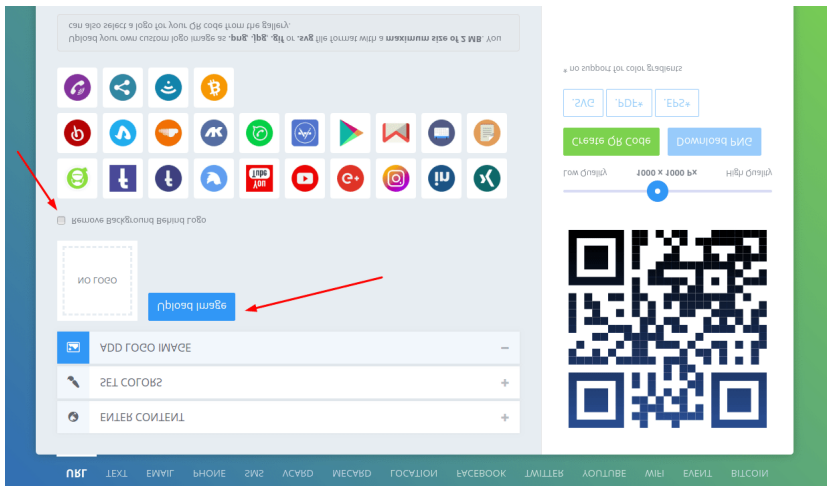 URL TEXT EMAIL PHONE SMS VCARD MECARD LOCATION FACEBOOK TWITTER YOUTUBE WIFI EVENT BITCOIN
ENTER CONTENT +
SET COLORS +
ADD LOGO IMAGE −
NO LOGO
Upload Image
Remove Background Behind Logo
You
Tube
G+
in
Upload your own custom logo image as .png, .jpg, .gif or .svg file format with a maximum size of 2 MB. You
can also select a logo for your QR code from the gallery.
Low Quality 1000 x 1000 Px High Quality
Create QR Code Download PNG
.SVG .PDF* .EPS*
* no support for color gradients